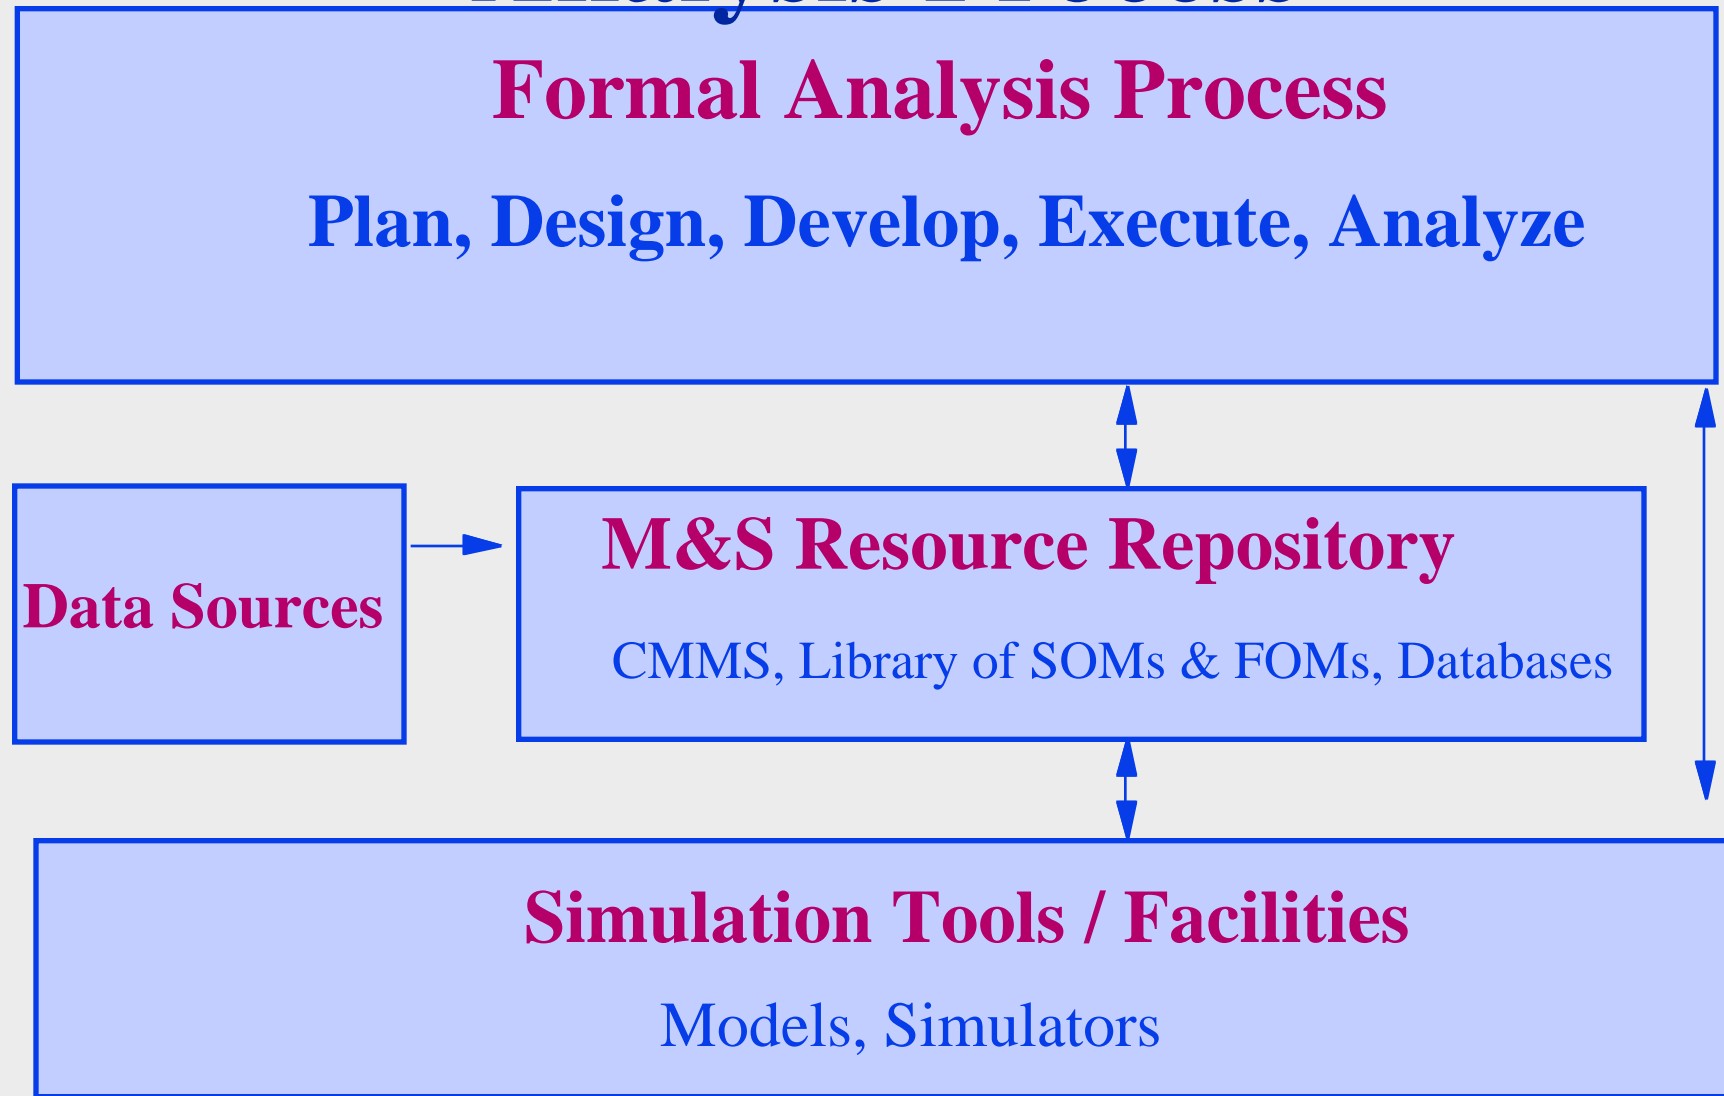 Formal Analysis Process
Plan, Design, Develop, Execute, Analyze
Data Sources
M&S Resource Repository
CMMS, Library of SOMs & FOMs, Databases
Simulation Tools / Facilities
Models, Simulators